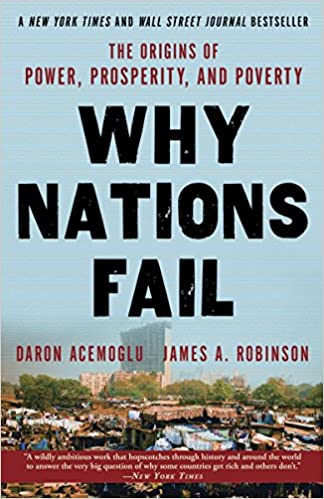 A NEW YORK TIMES AND WALL STREET JOURNAL BESTSELLER
THE ORIGINS OF
POWER, PROSPERITY, AND POVERTY
WHY
NATIONS
FAIL
DARON ACEMOGLU JAMES A. ROBINSON
"A wildly ambitious work that hopscotches through history and around the world
to answer the very big question of why some countries get rich and others don't."
—NEW YORK TIMES